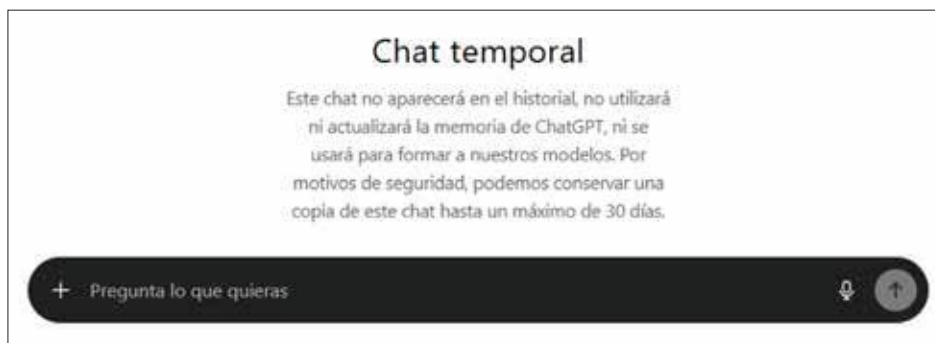 Chat temporal
Este chat no aparecerá en el historial, no utilizará
ni actualizará la memoria de ChatGPT, ni se
usará para formar a nuestros modelos. Por
motivos de seguridad, podemos conservar una
copia de este chat hasta un máximo de 30 días.
Pregunta lo que quieras